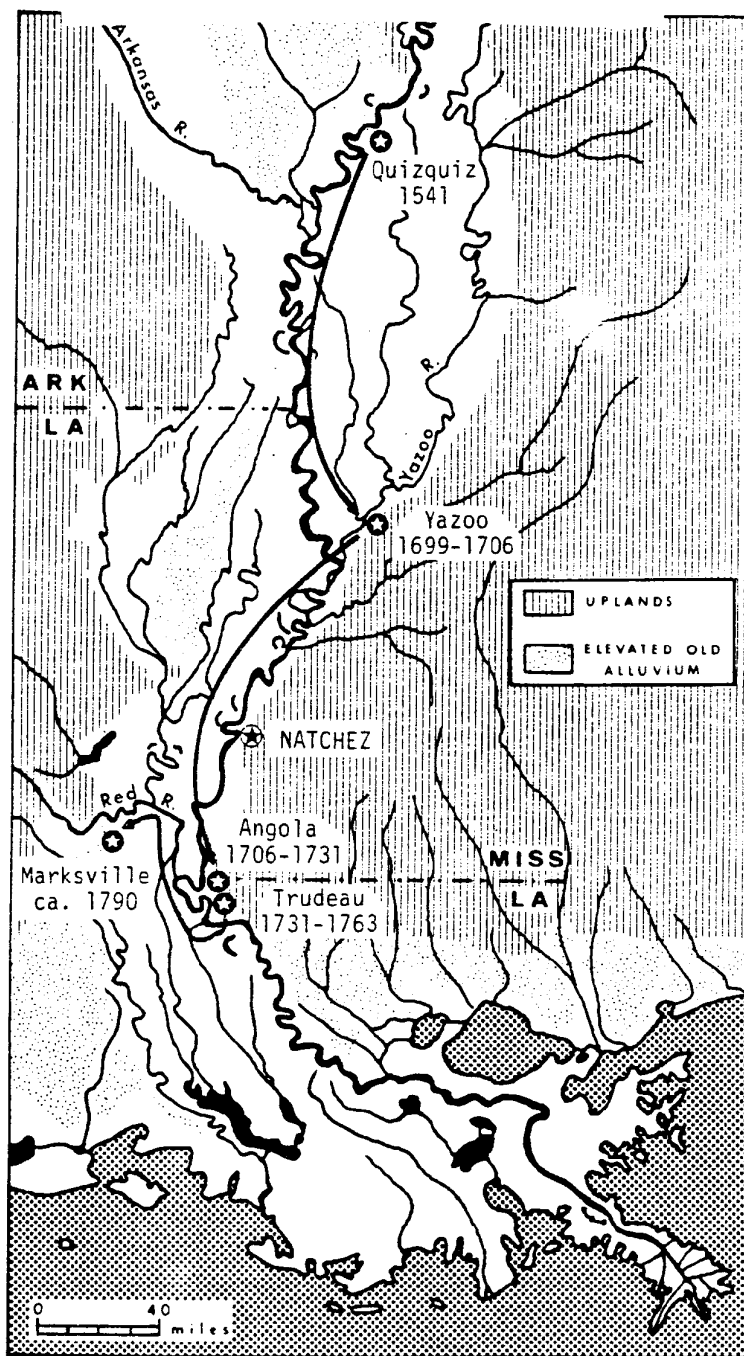 Arkansas R.
Quizquiz
1541
ARK
LA
Yazoo R.
Yazoo
1699-1706
UPLANDS
ELEVATED OLD
ALLUVIUM
NATCHEZ
Red R.
Angola
1706-1731
MISS
LA
Marksville
ca. 1790
Trudeau
1731-1763
0 40
miles